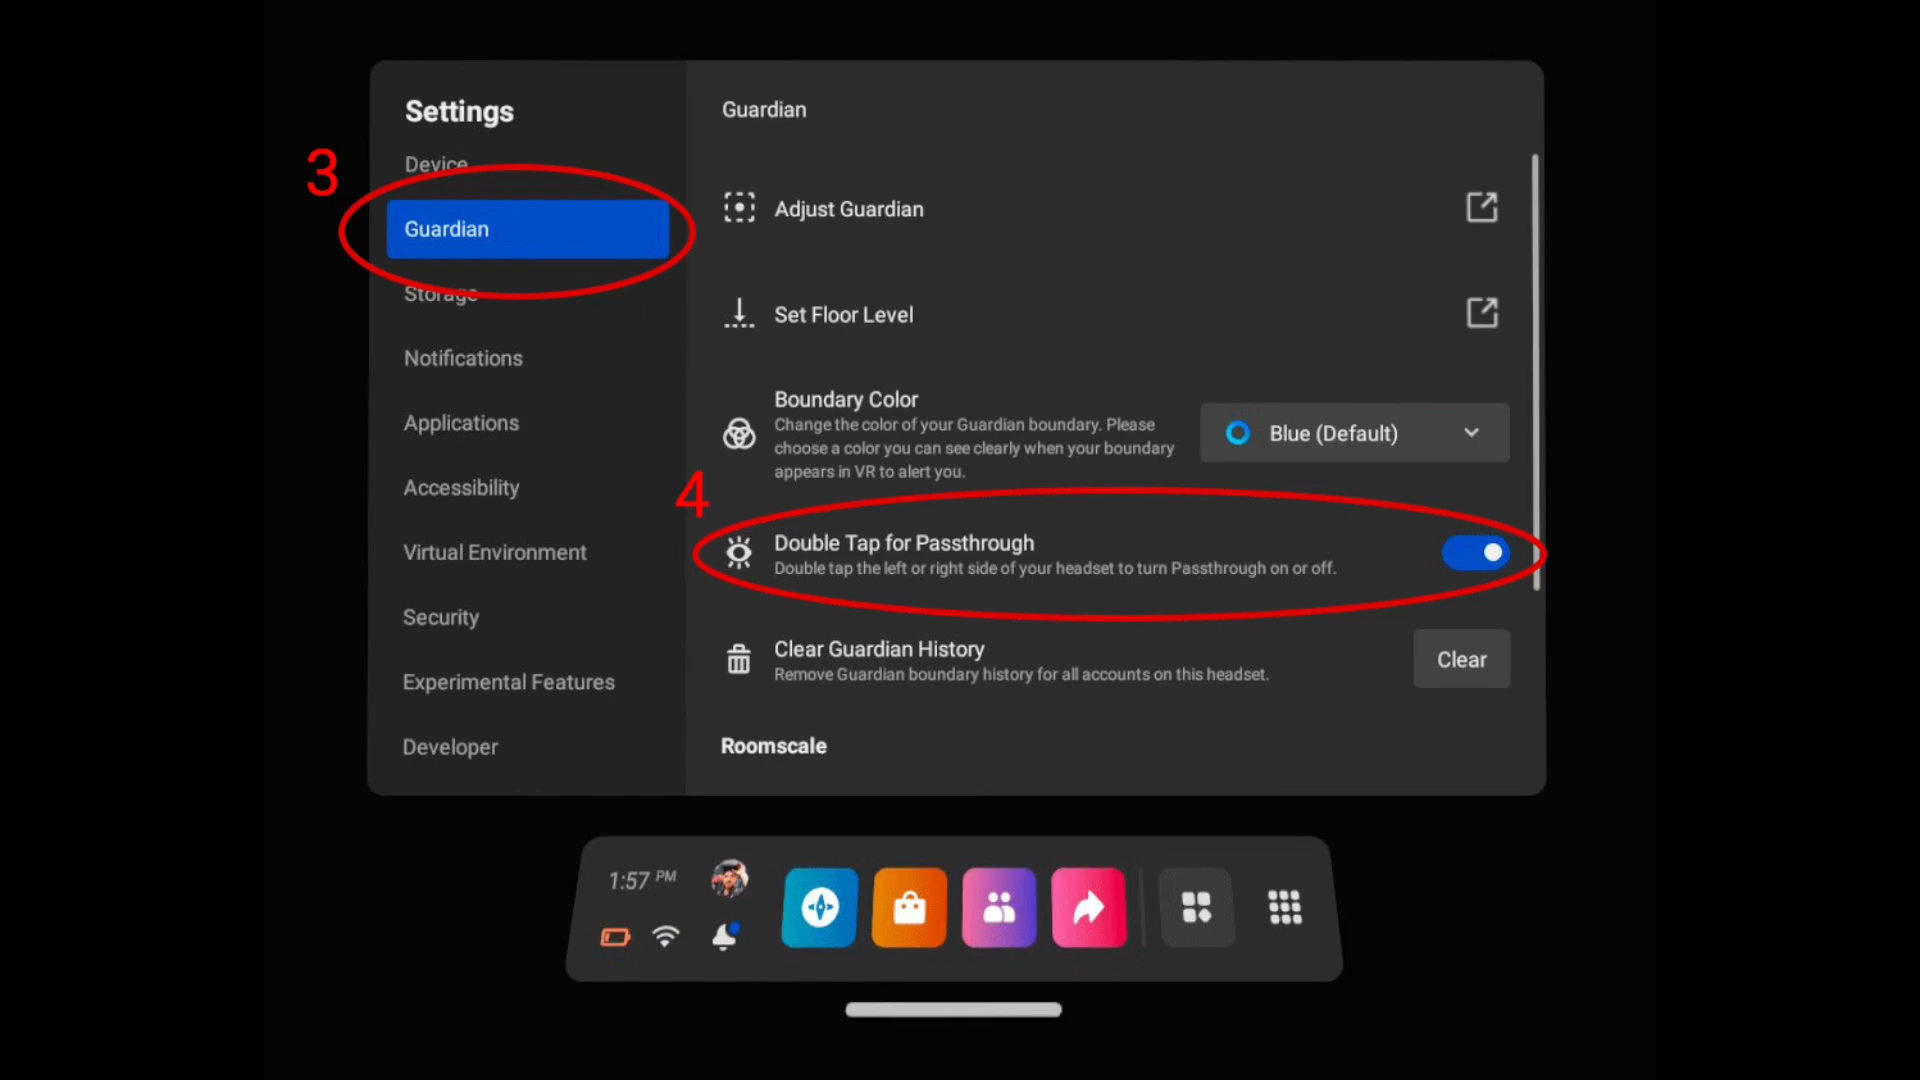 Settings
Device
3
Guardian
Storage
Notifications
Applications
Accessibility
Virtual Environment
Security
Experimental Features
Developer
Guardian
Adjust Guardian
Set Floor Level
Boundary Color
Change the color of your Guardian boundary. Please
choose a color you can see clearly when your boundary
appears in VR to alert you.
Blue (Default)
4
Double Tap for Passthrough
Double tap the left or right side of your headset to turn Passthrough on or off.
Clear Guardian History
Remove Guardian boundary history for all accounts on this headset.
Clear
Roomscale
1:57 PM